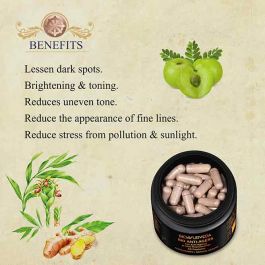 BENEFITS
Lessen dark spots.
Brightening & toning.
Reduces uneven tone.
Reduce the appearance of fine lines.
Reduce stress from pollution & sunlight.